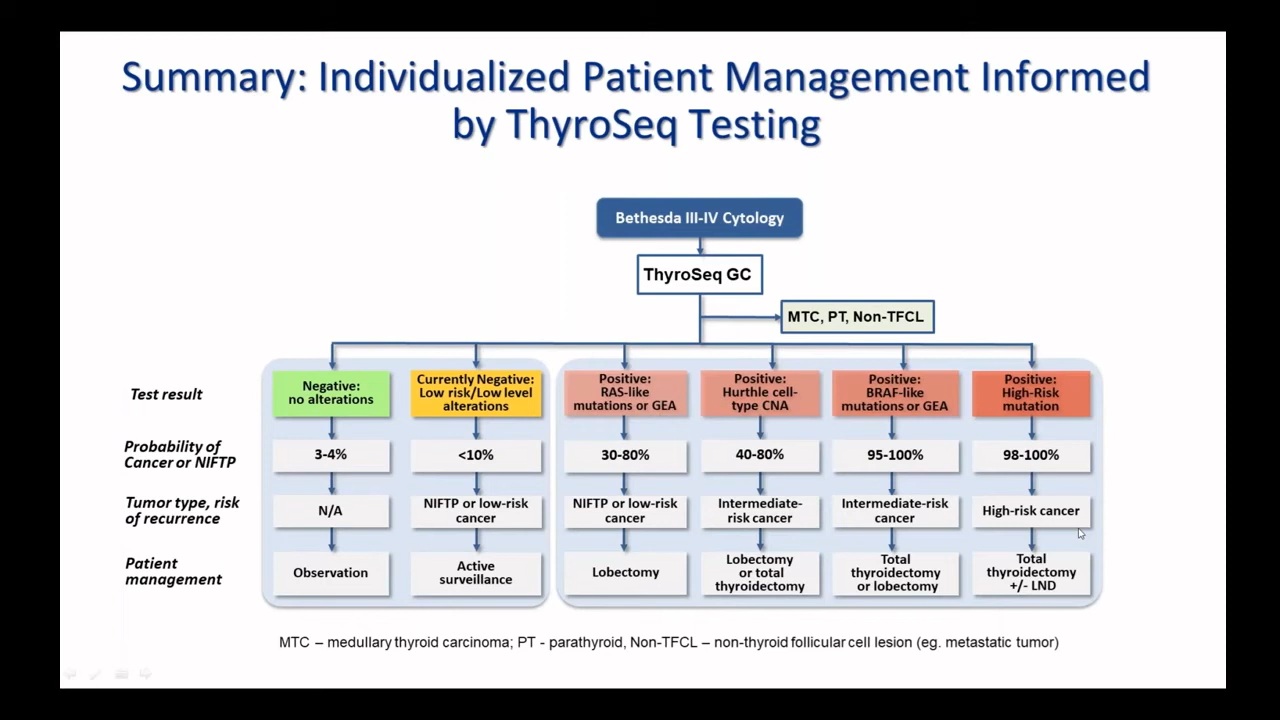 Summary: Individualized Patient Management Informed
by ThyroSeq Testing
Bethesda III-IV Cytology
ThyroSeq GC
MTC, PT, Non-TFCL
Test result
Negative:
no alterations
Currently Negative:
Low risk/Low level
alterations
Positive:
RAS-like
mutations or GEA
Positive:
Hurthle cell-
type CNA
Positive:
BRAF-like
mutations or GEA
Positive:
High-Risk
mutation
Probability of
Cancer or NIFTP
3-4%
<10%
30-80%
40-80%
95-100%
98-100%
Tumor type, risk
of recurrence
N/A
NIFTP or low-risk
cancer
NIFTP or low-risk
cancer
Intermediate-
risk cancer
Intermediate-risk
cancer
High-risk cancer
Patient
management
Observation
Active
surveillance
Lobectomy
Lobectomy
or total
thyroidectomy
Total
thyroidectomy
or lobectomy
Total
thyroidectomy
+/- LND
MTC – medullary thyroid carcinoma; PT - parathyroid, Non-TFCL – non-thyroid follicular cell lesion (eg. metastatic tumor)